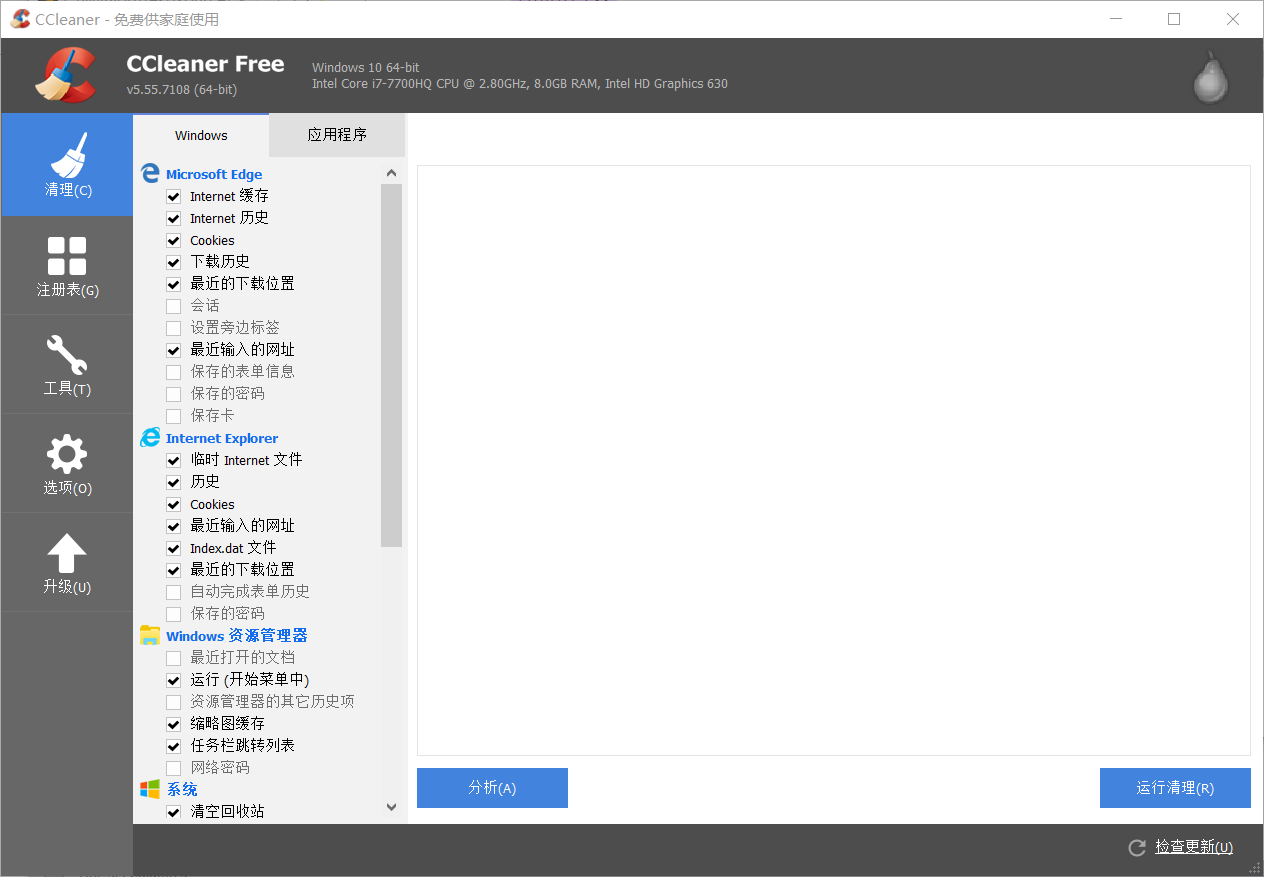 CCleaner - 免费供家庭使用
CCleaner Free
v5.55.7108 (64-bit)
Windows 10 64-bit
Intel Core i7-7700HQ CPU @ 2.80GHz, 8.0GB RAM, Intel HD Graphics 630
清理(C)
注册表(G)
工具(T)
选项(O)
升级(U)
Windows
应用程序
Microsoft Edge
Internet 缓存
Internet 历史
Cookies
下载历史
最近的下载位置
会话
设置旁边标签
最近输入的网址
保存的表单信息
保存的密码
保存卡
Internet Explorer
临时 Internet 文件
历史
Cookies
最近输入的网址
Index.dat 文件
最近的下载位置
自动完成表单历史
保存的密码
Windows 资源管理器
最近打开的文档
运行 (开始菜单中)
资源管理器的其它历史项
缩略图缓存
任务栏跳转列表
网络密码
系统
清空回收站
分析(A)
运行清理(R)
检查更新(U)